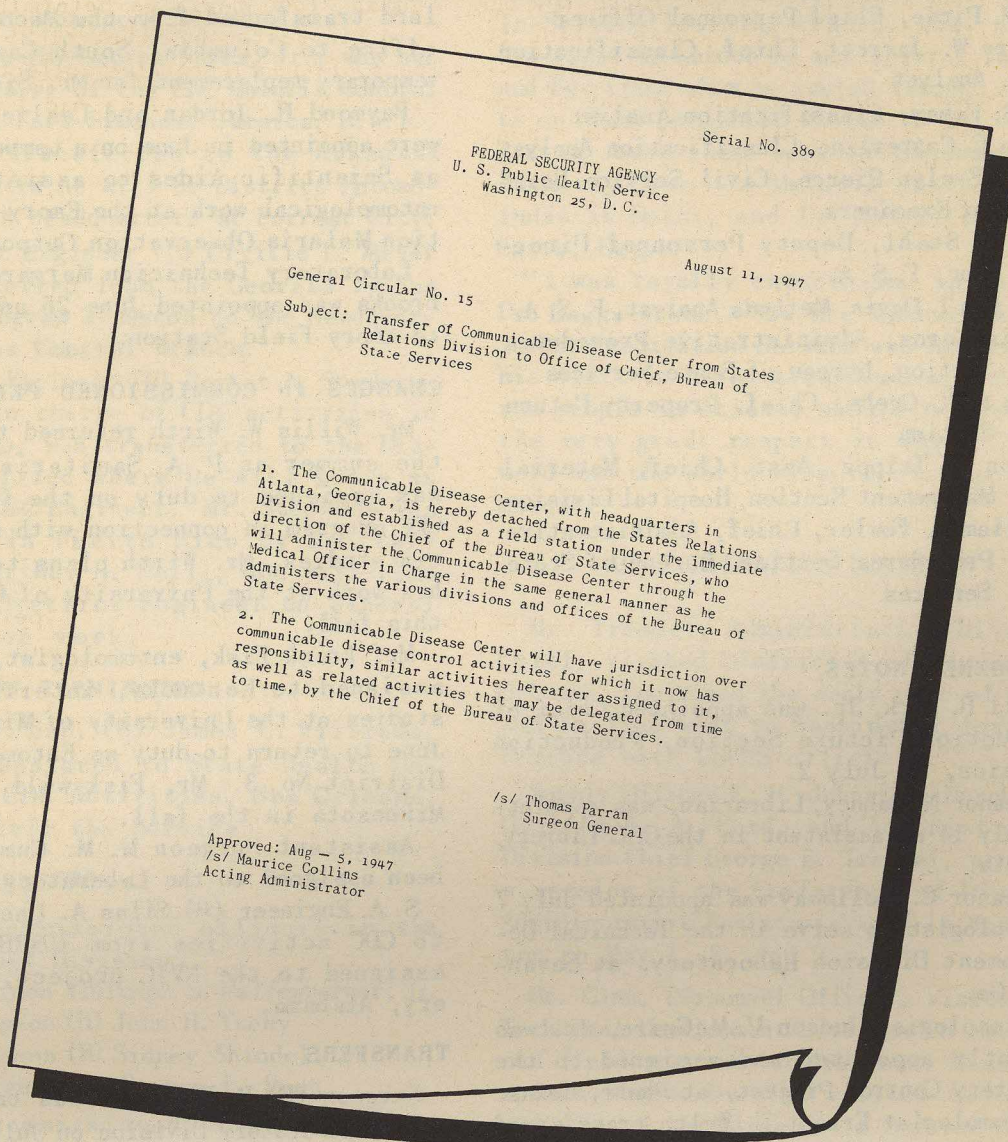 Serial No. 389
FEDERAL SECURITY AGENCY
U. S. Public Health Service
Washington 25, D. C.
August 11, 1947
General Circular No. 15
Subject: Transfer of Communicable Disease Center from States
Relations Division to Office of Chief, Bureau of
State Services
1. The Communicable Disease Center, with headquarters in
Atlanta, Georgia, is hereby detached from the States Relations
Division and established as a field station under the immediate
direction of the Chief of the Bureau of State Services, who
will administer the Communicable Disease Center through the
Medical Officer in Charge in the same general manner as he
administers the various divisions and offices of the Bureau of
State Services.
2. The Communicable Disease Center will have jurisdiction over
communicable disease control activities for which it now has
responsibility, similar activities hereafter assigned to it,
as well as related activities that may be delegated from time
to time, by the Chief of the Bureau of State Services.
/s/ Thomas Parran
Surgeon General
Approved: Aug — 5, 1947
/s/ Maurice Collins
Acting Administrator